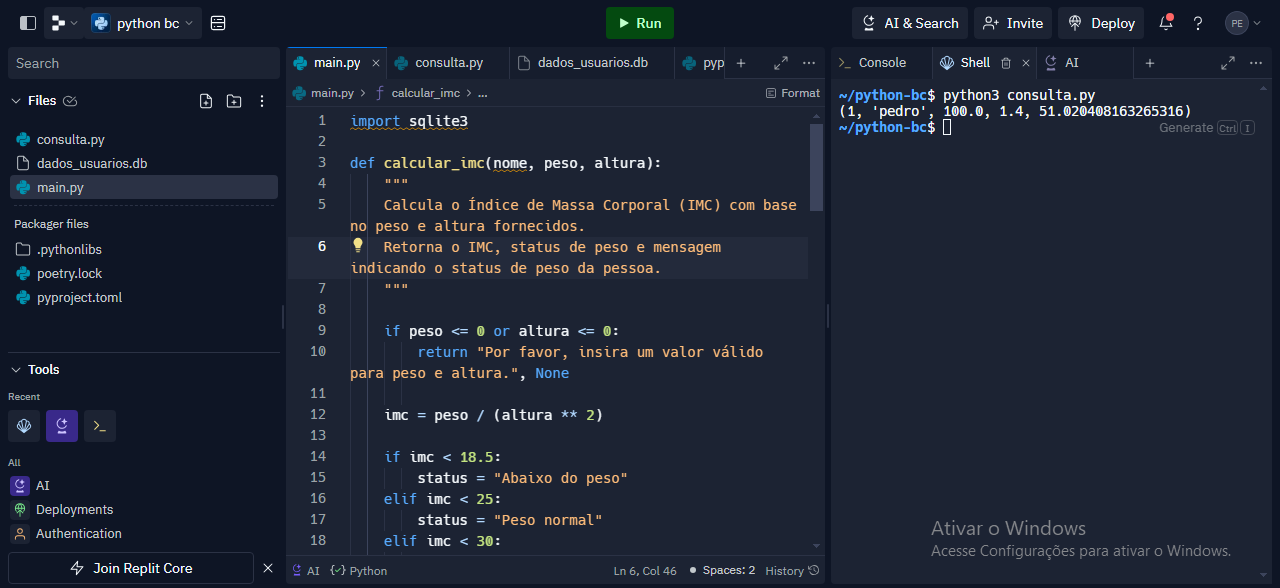 python bc
Run
AI & Search
Invite
Deploy
PE
Search
Files
consulta.py
dados_usuarios.db
main.py
Packager files
.pythonlibs
poetry.lock
pyproject.toml
Tools
Recent
All
AI
Deployments
Authentication
Join Replit Core
main.py
consulta.py
dados_usuarios.db
pyp
main.py > calcular_imc > ...
Format
1 import sqlite3
2
3 def calcular_imc(nome, peso, altura):
4 """
5 Calcula o Índice de Massa Corporal (IMC) com base
no peso e altura fornecidos.
6 Retorna o IMC, status de peso e mensagem
indicando o status de peso da pessoa.
7 """
8
9 if peso <= 0 or altura <= 0:
10 return "Por favor, insira um valor válido
para peso e altura.", None
11
12 imc = peso / (altura ** 2)
13
14 if imc < 18.5:
15 status = "Abaixo do peso"
16 elif imc < 25:
17 status = "Peso normal"
18 elif imc < 30:
AI
Python
Ln 6, Col 46
Spaces: 2
History
Console
Shell
AI
~/python-bc$ python3 consulta.py
(1, 'pedro', 100.0, 1.4, 51.020408163265316)
~/python-bc$
Generate Ctrl I
Ativar o Windows
Acesse Configurações para ativar o Windows.